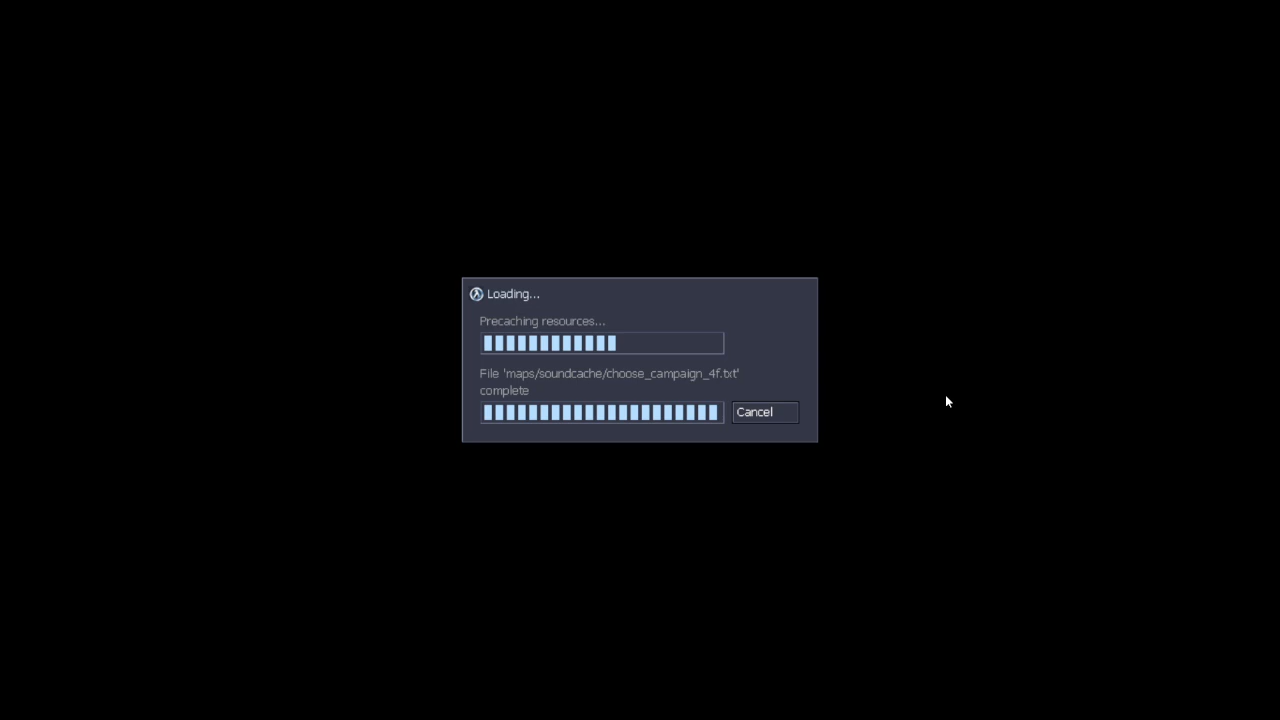 Loading...
Precaching resources...
File 'maps/soundcache/choose_campaign_4f.txt'
complete
Cancel